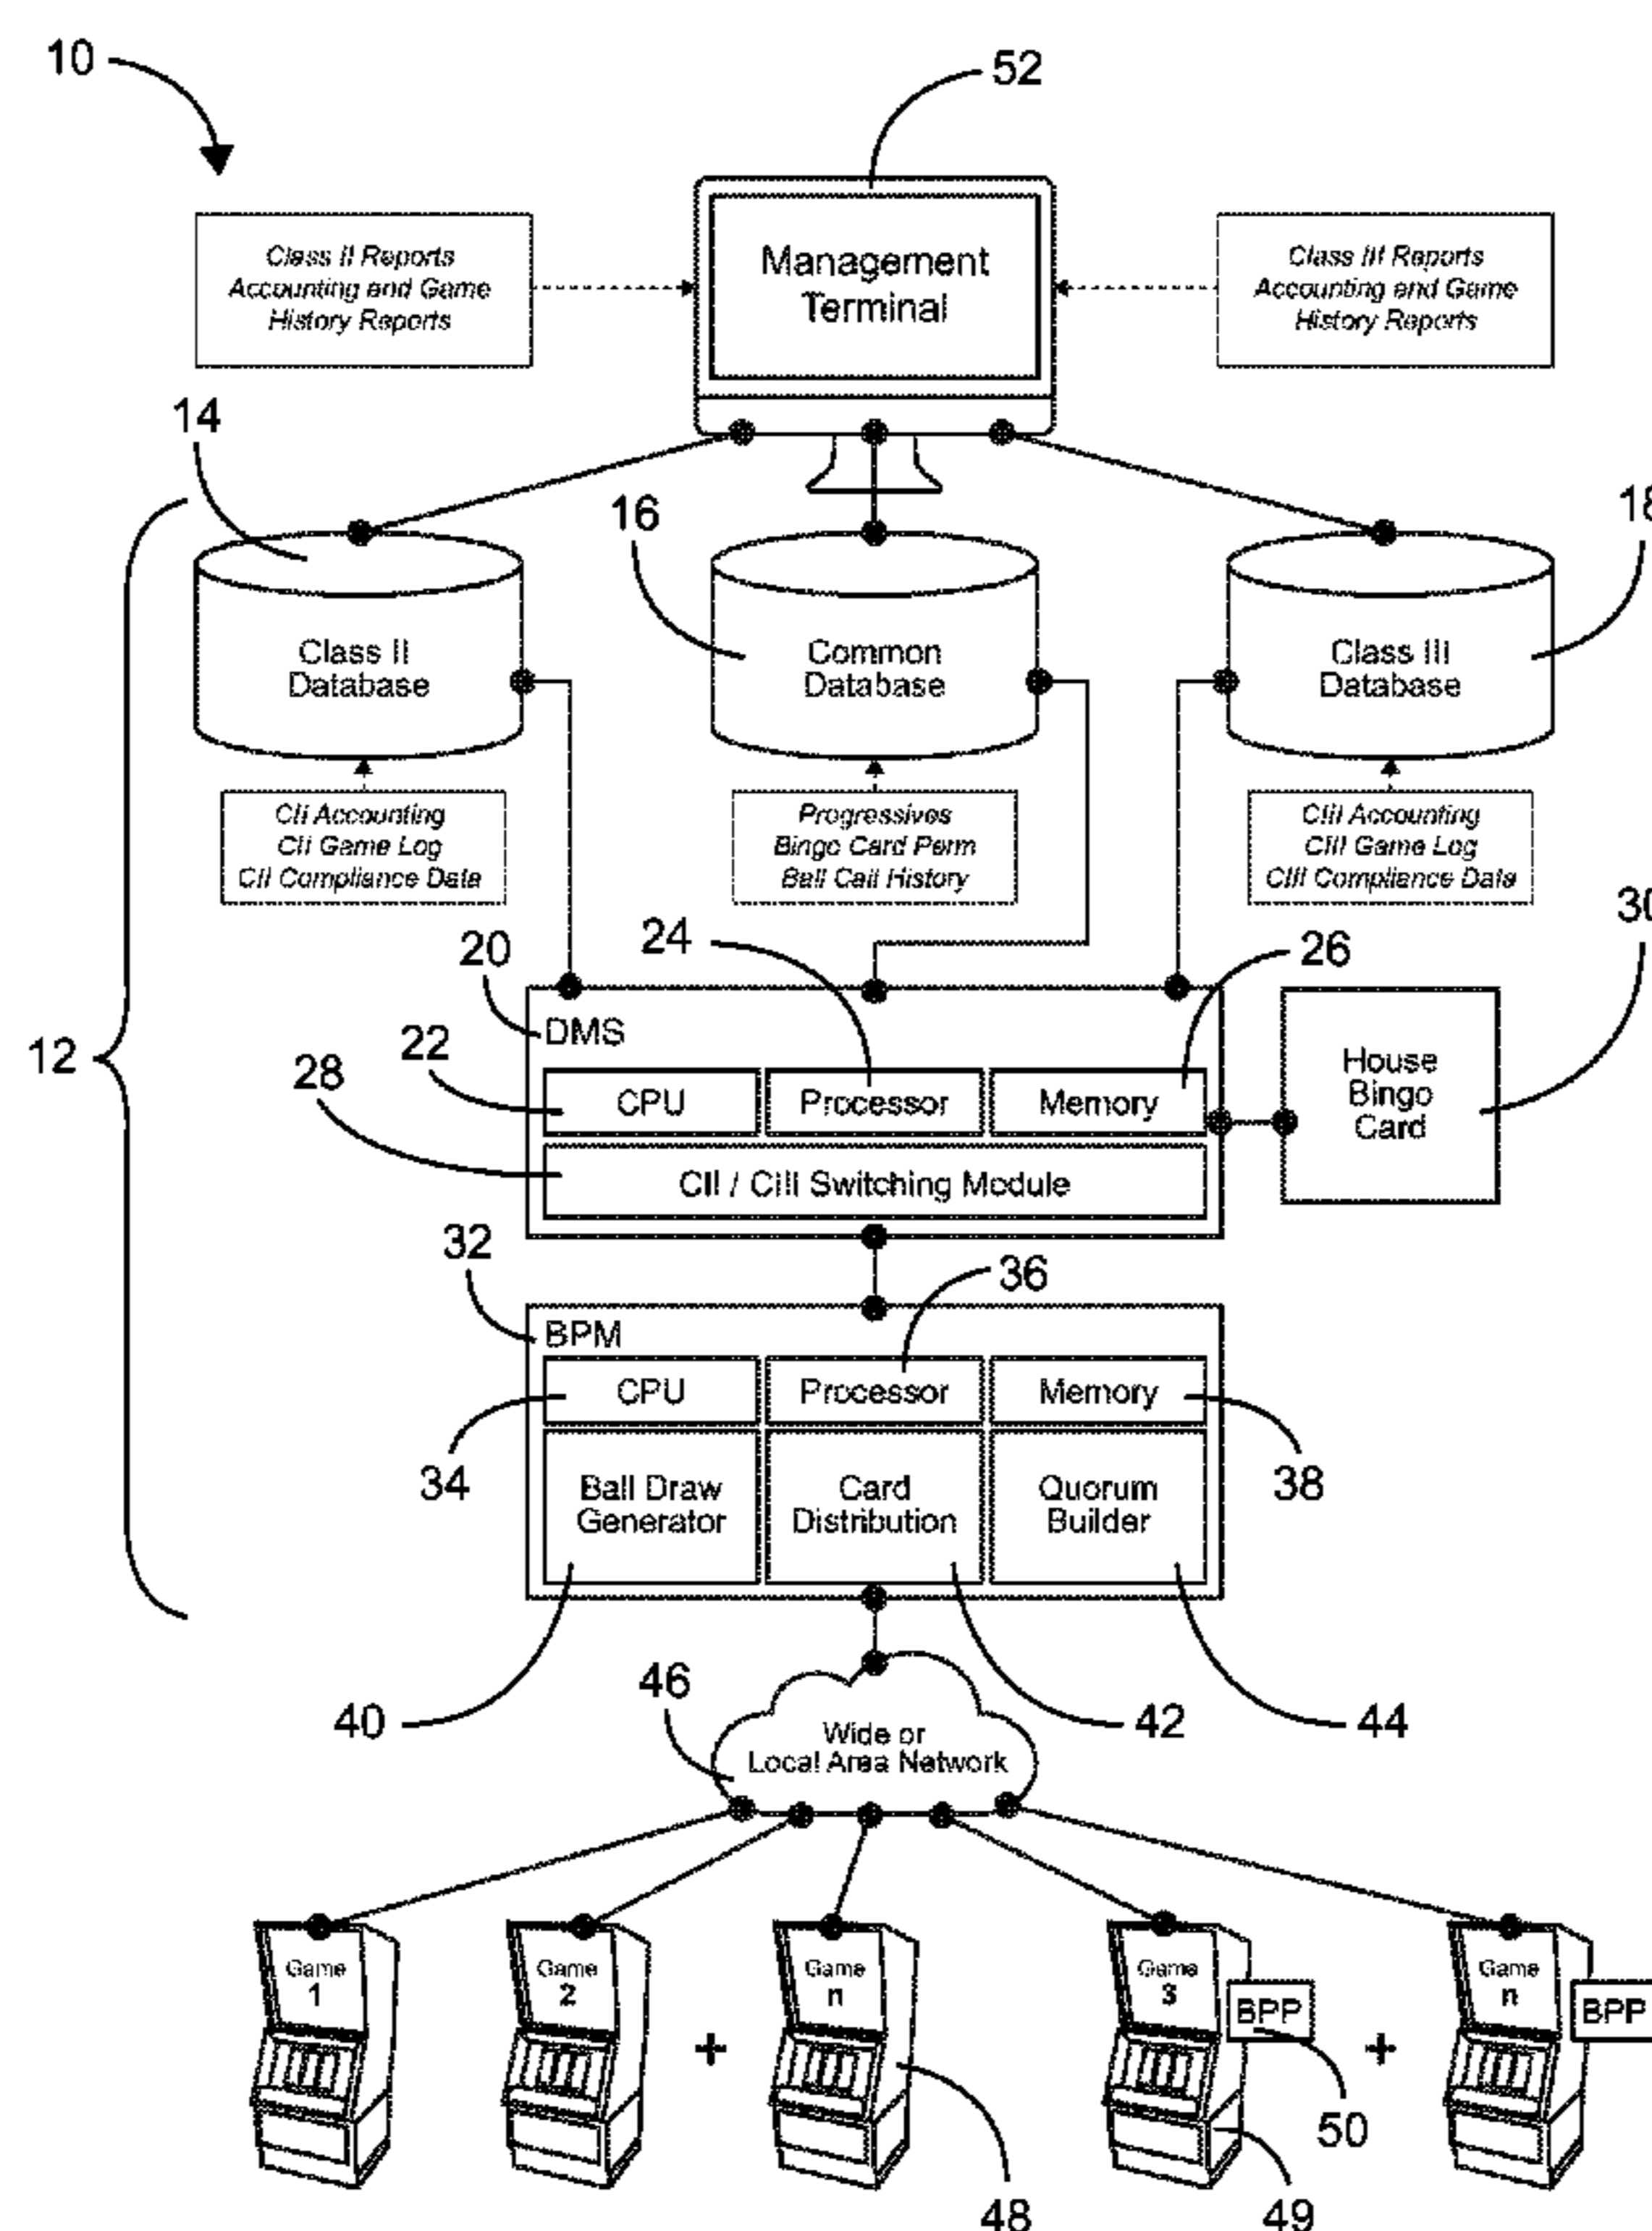 10
52
Class II Reports
Accounting and Game
History Reports
Management
Terminal
Class III Reports
Accounting and Game
History Reports
14
16
18
Class II
Database
Common
Database
Class III
Database
CII Accounting
CII Game Log
CII Compliance Data
Progressives
Bingo Card Perm
Ball Call History
CIII Accounting
CIII Game Log
CIII Compliance Data
12
20
24
26
30
DMS
22
28
CPU
Processor
Memory
House
Bingo
Card
CII / CIII Switching Module
32
36
BPM
CPU
Processor
Memory
34
38
Ball Draw
Generator
Card
Distribution
Quorum
Builder
40
46
42
44
Wide or
Local Area Network
Game
1
Game
2
+
Game
n
Game
3
BPP
+
Game
n
BPP
50
48
49